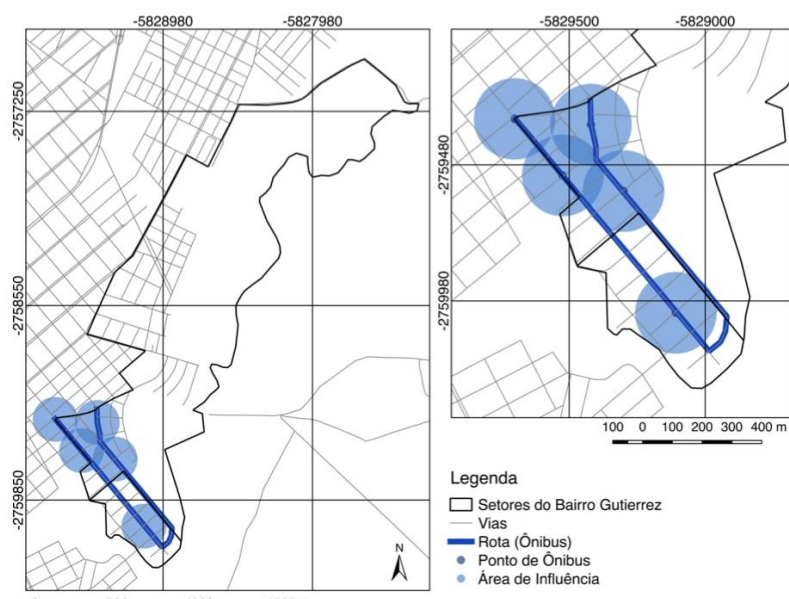 -5828980
-5827980
-2757250
-2758550
-2759850
N
-5829500
-5829000
-2759480
-2759980
100 0 100 200 300 400 m
Legenda
Setores do Bairro Gutierrez
Vias
Rota (Ônibus)
Ponto de Ônibus
Área de Influência